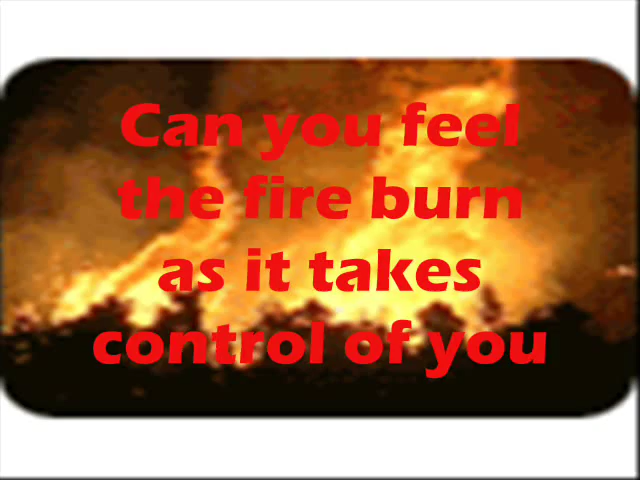 Can you feel
the fire burn
as it takes
control of you